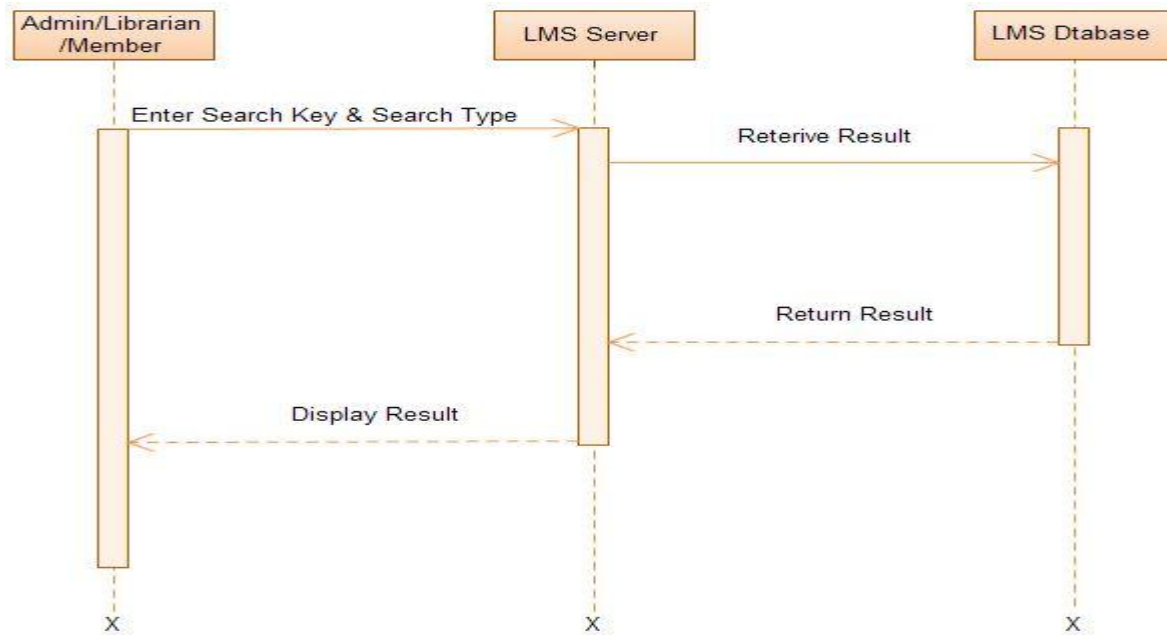 Admin/Librarian
/Member
LMS Server
LMS Dtabase
Enter Search Key & Search Type
Reterive Result
Return Result
Display Result
X
X
X